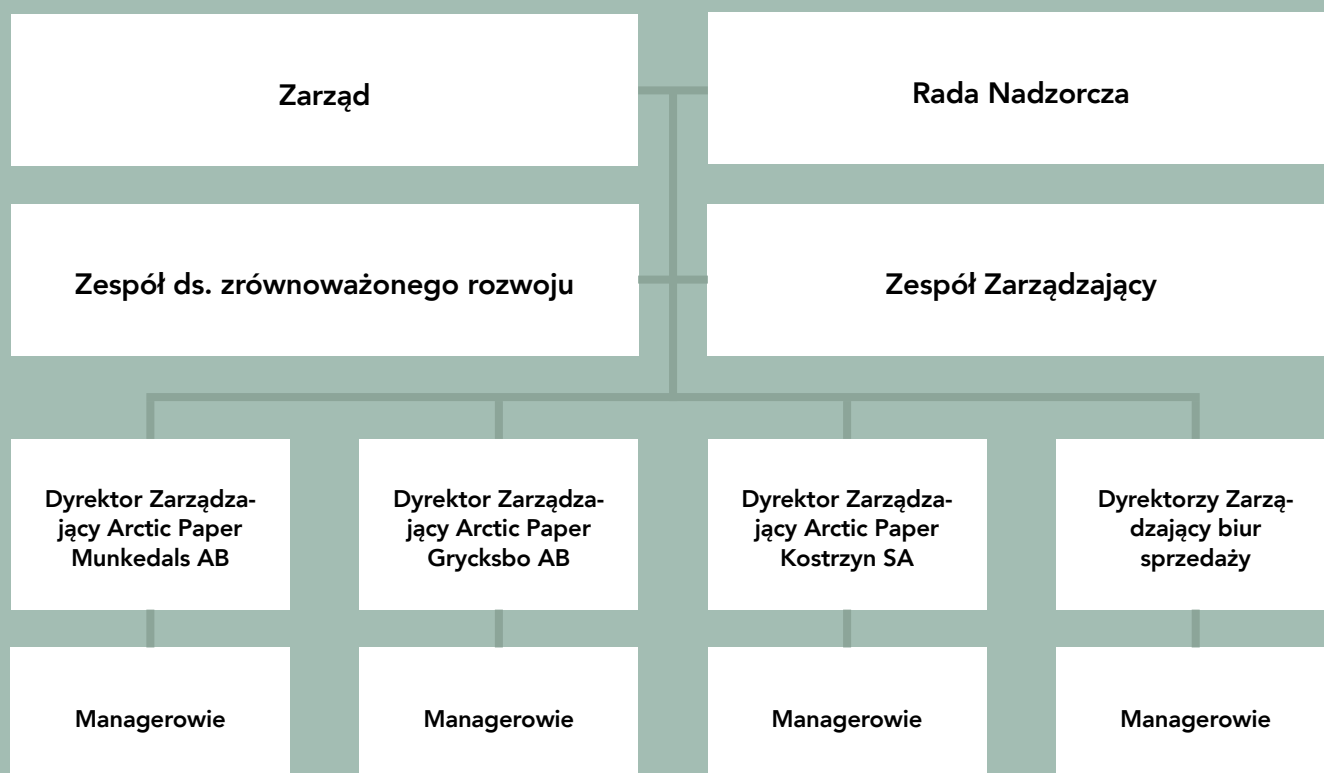 Zarząd
Rada Nadzorcza
Zespół ds. zrównoważonego rozwoju
Zespół Zarządzający
Dyrektor Zarządza-
jący Arctic Paper
Munkedals AB
Dyrektor Zarządza-
jący Arctic Paper
Grycksbo AB
Dyrektor Zarządza-
jący Arctic Paper
Kostrzyn SA
Dyrektorzy Zarzą-
dzający biur
sprzedaży
Managerowie
Managerowie
Managerowie
Managerowie